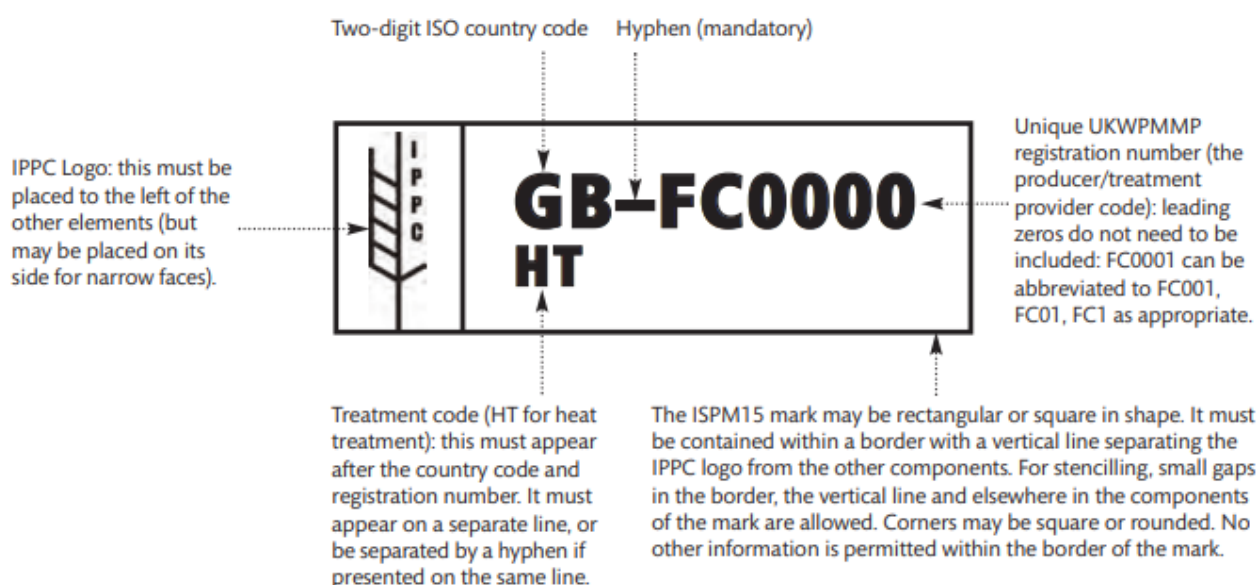 Two-digit ISO country code
Hyphen (mandatory)
IPPC Logo: this must be
placed to the left of the
other elements (but
may be placed on its
side for narrow faces).
I
P
P
C
GB–FC0000
HT
Unique UKWPMMP
registration number (the
producer/treatment
provider code): leading
zeros do not need to be
included: FC0001 can be
abbreviated to FC001,
FC01, FC1 as appropriate.
Treatment code (HT for heat
treatment): this must appear
after the country code and
registration number. It must
appear on a separate line, or
be separated by a hyphen if
presented on the same line.
The ISPM15 mark may be rectangular or square in shape. It must
be contained within a border with a vertical line separating the
IPPC logo from the other components. For stencilling, small gaps
in the border, the vertical line and elsewhere in the components
of the mark are allowed. Corners may be square or rounded. No
other information is permitted within the border of the mark.